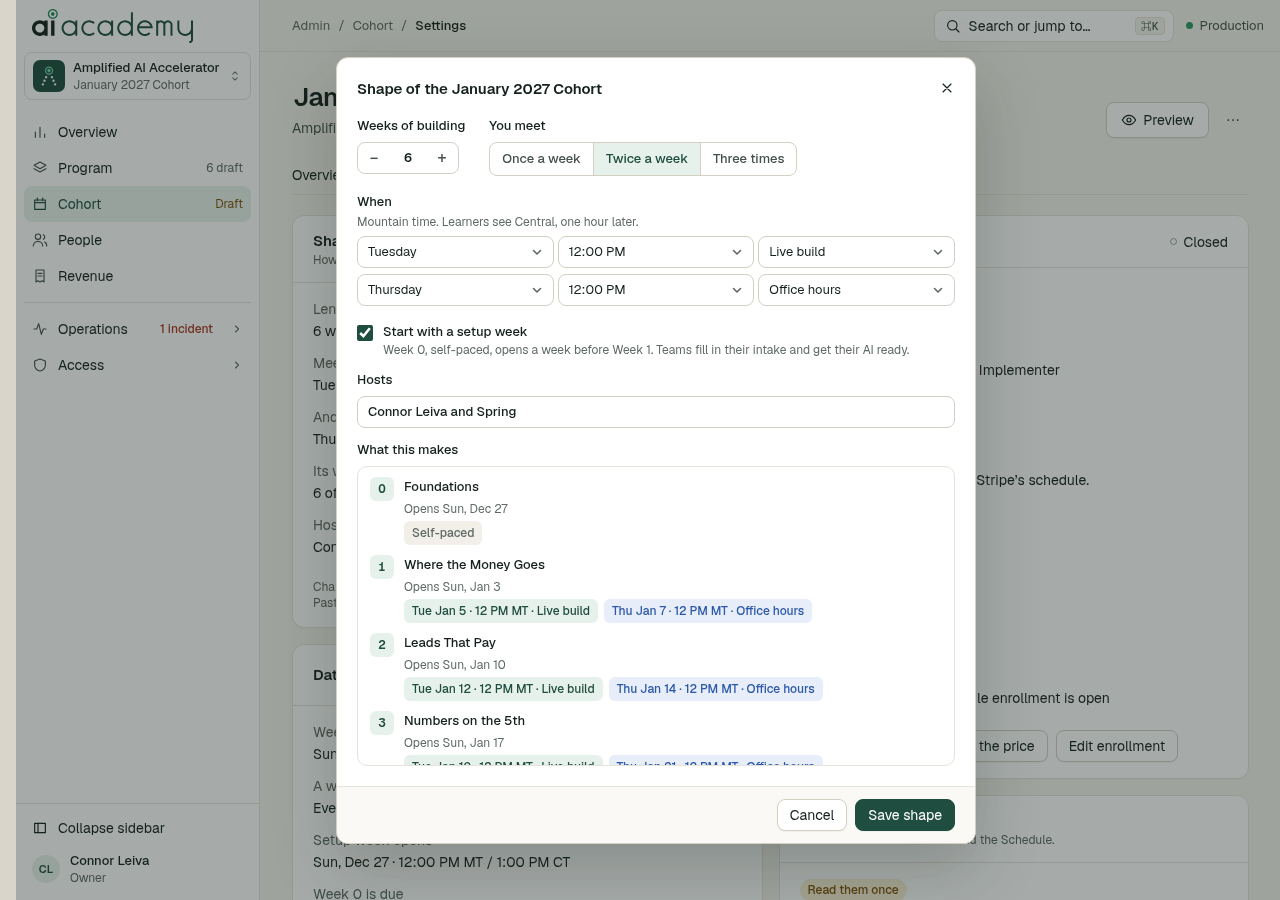 ai academy
Amplified AI Accelerator
January 2027 Cohort
Overview
Program 6 draft
Cohort Draft
People
Revenue
Operations 1 incident
Access
Collapse sidebar
CL
Connor Leiva
Owner
Admin / Cohort / Settings
Search or jump to… ⌘K
Production
Preview
Shape of the January 2027 Cohort
Weeks of building
You meet
− 6 +
Once a week
Twice a week
Three times
When
Mountain time. Learners see Central, one hour later.
Tuesday 12:00 PM Live build
Thursday 12:00 PM Office hours
Start with a setup week
Week 0, self-paced, opens a week before Week 1. Teams fill in their intake and get their AI ready.
Hosts
Connor Leiva and Spring
What this makes
0 Foundations
Opens Sun, Dec 27
Self-paced
1 Where the Money Goes
Opens Sun, Jan 3
Tue Jan 5 · 12 PM MT · Live build
Thu Jan 7 · 12 PM MT · Office hours
2 Leads That Pay
Opens Sun, Jan 10
Tue Jan 12 · 12 PM MT · Live build
Thu Jan 14 · 12 PM MT · Office hours
3 Numbers on the 5th
Opens Sun, Jan 17
Cancel
Save shape
Closed
Implementer
Stripe's schedule.
enrollment is open
the price
Edit enrollment
the Schedule.
Read them once
Sun, Dec 27 · 12:00 PM MT / 1:00 PM CT
Week 0 is due